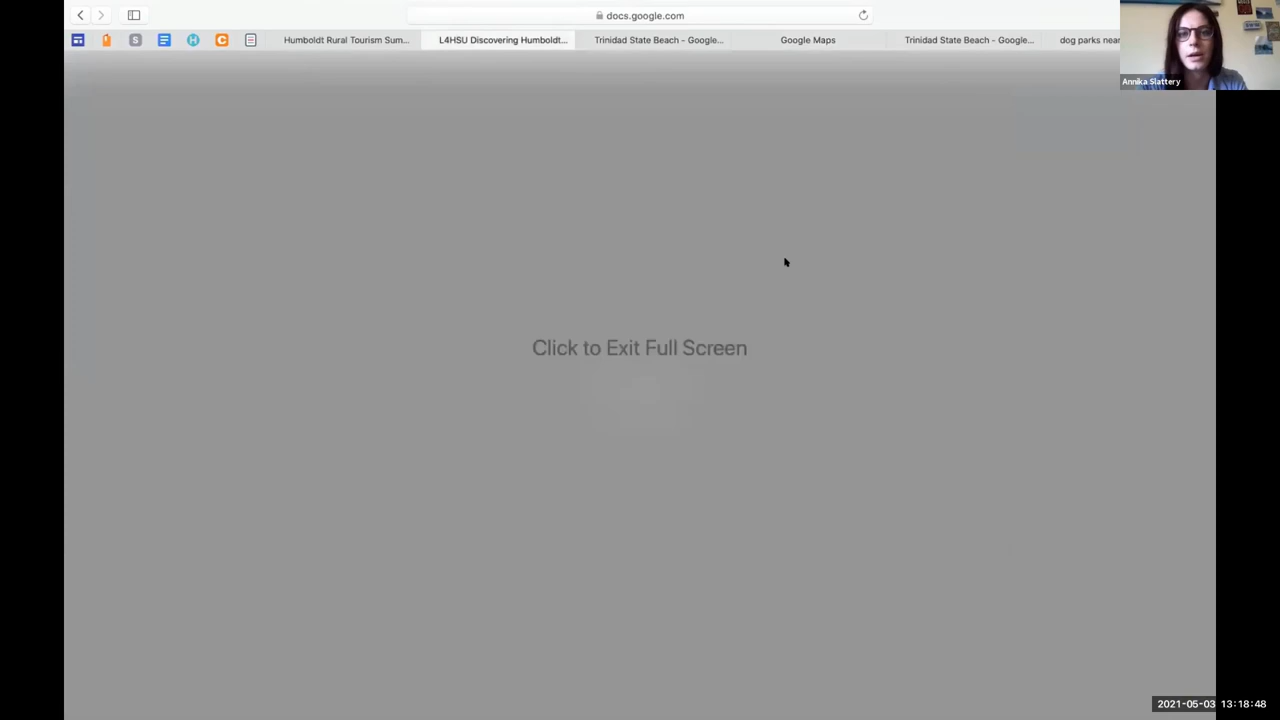 docs.google.com
S
H
C
Humboldt Rural Tourism Sum...
L4HSU Discovering Humboldt...
Trinidad State Beach - Google...
Google Maps
Trinidad State Beach - Google...
dog parks near
Annika Slattery
Click to Exit Full Screen
2021-05-03 13:18:48